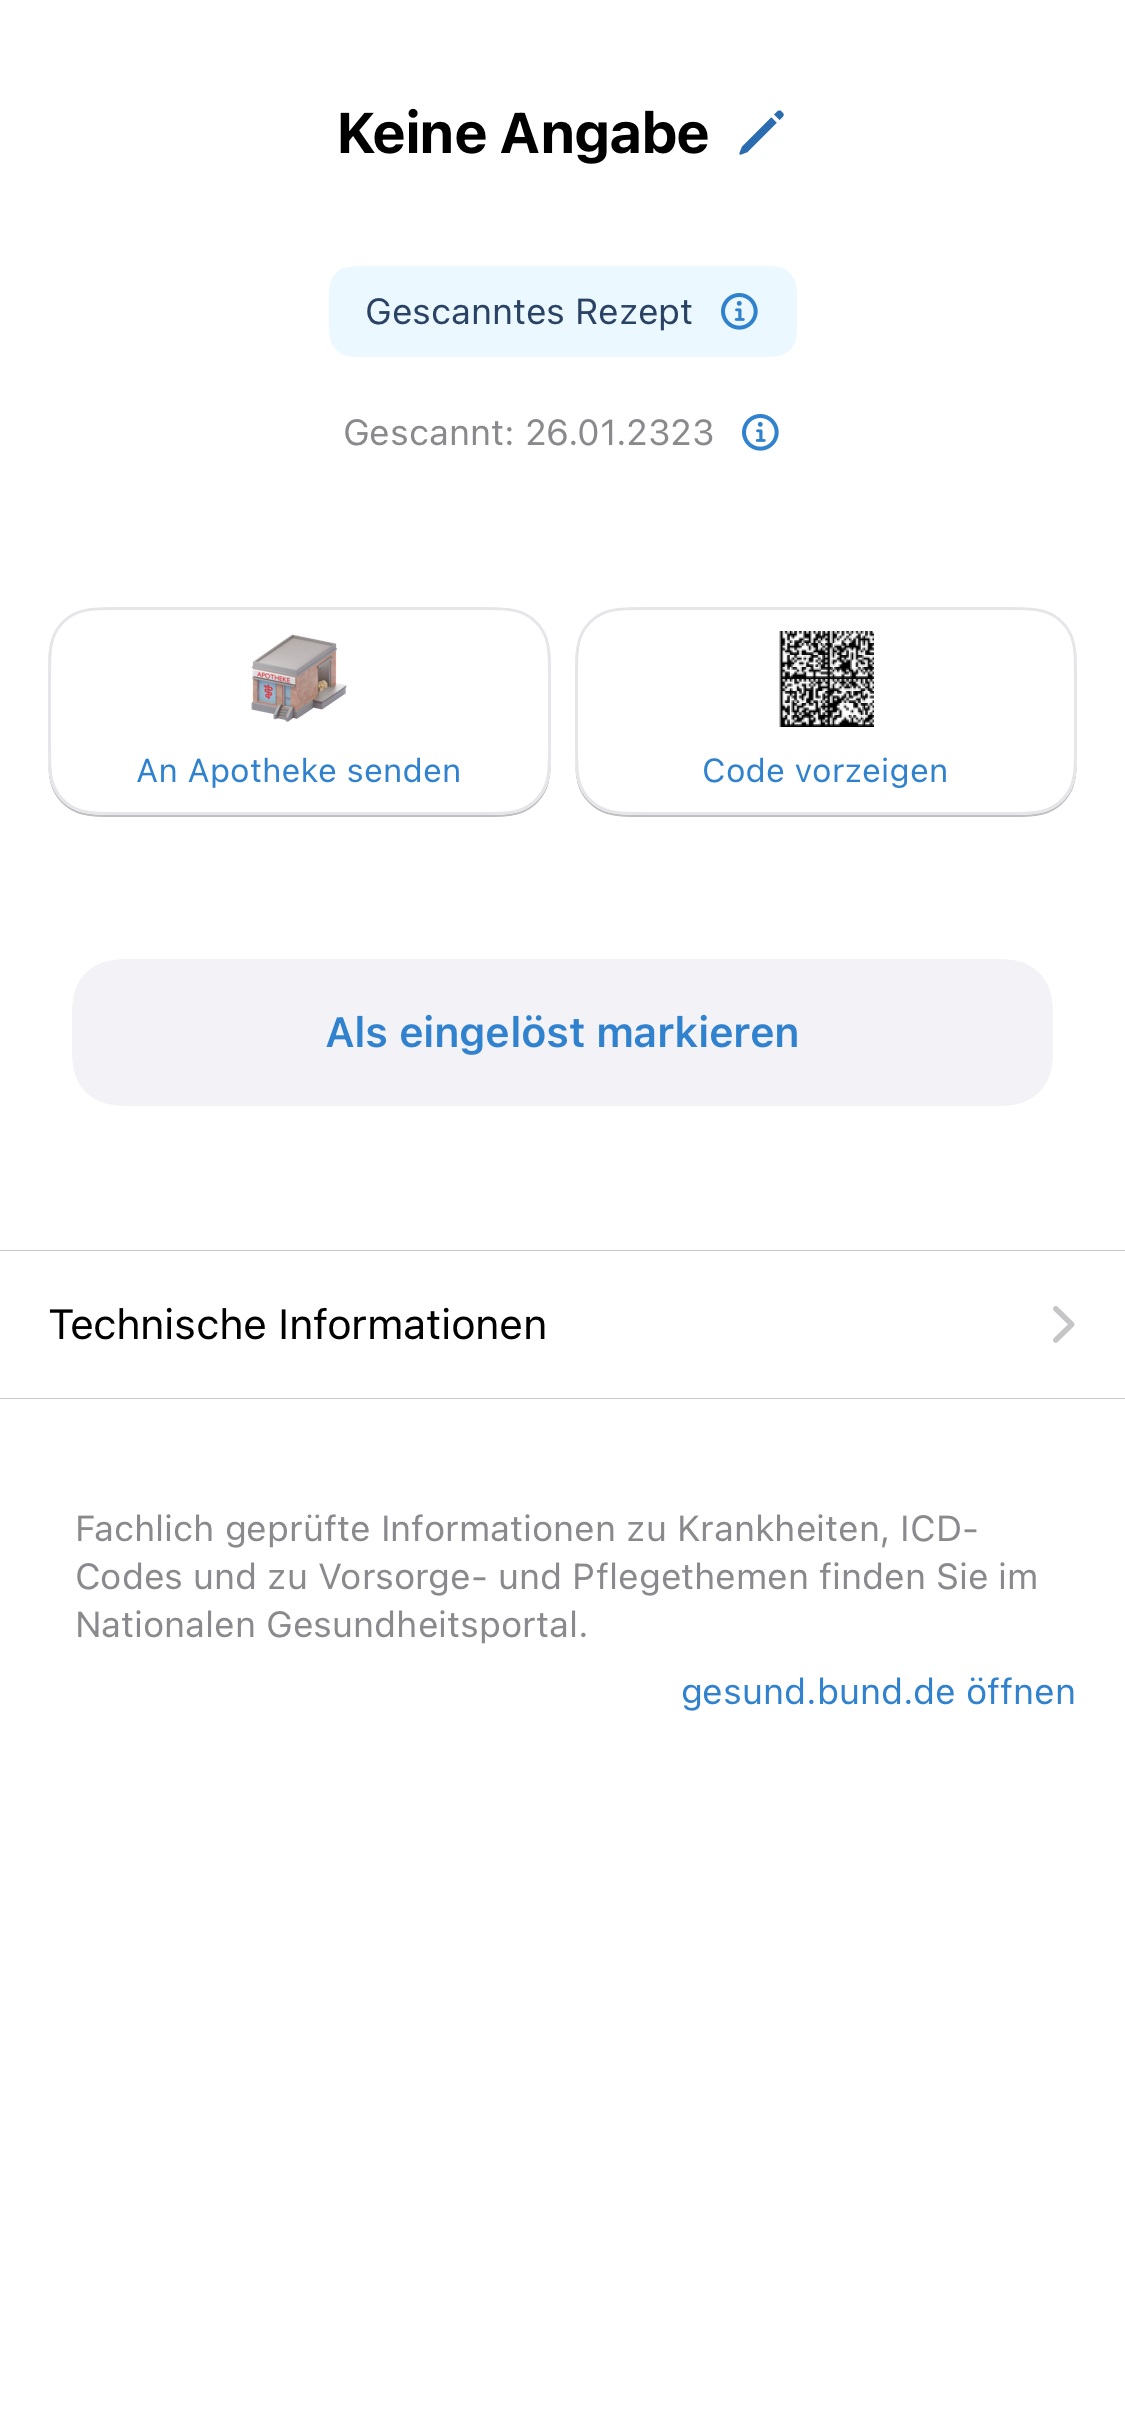 Keine Angabe
Gescanntes Rezept
Gescannt: 26.01.2323
APOTHEKE
An Apotheke senden
Code vorzeigen
Als eingelöst markieren
Technische Informationen
Fachlich geprüfte Informationen zu Krankheiten, ICD-
Codes und zu Vorsorge- und Pflegethemen finden Sie im
Nationalen Gesundheitsportal.
gesund.bund.de öffnen